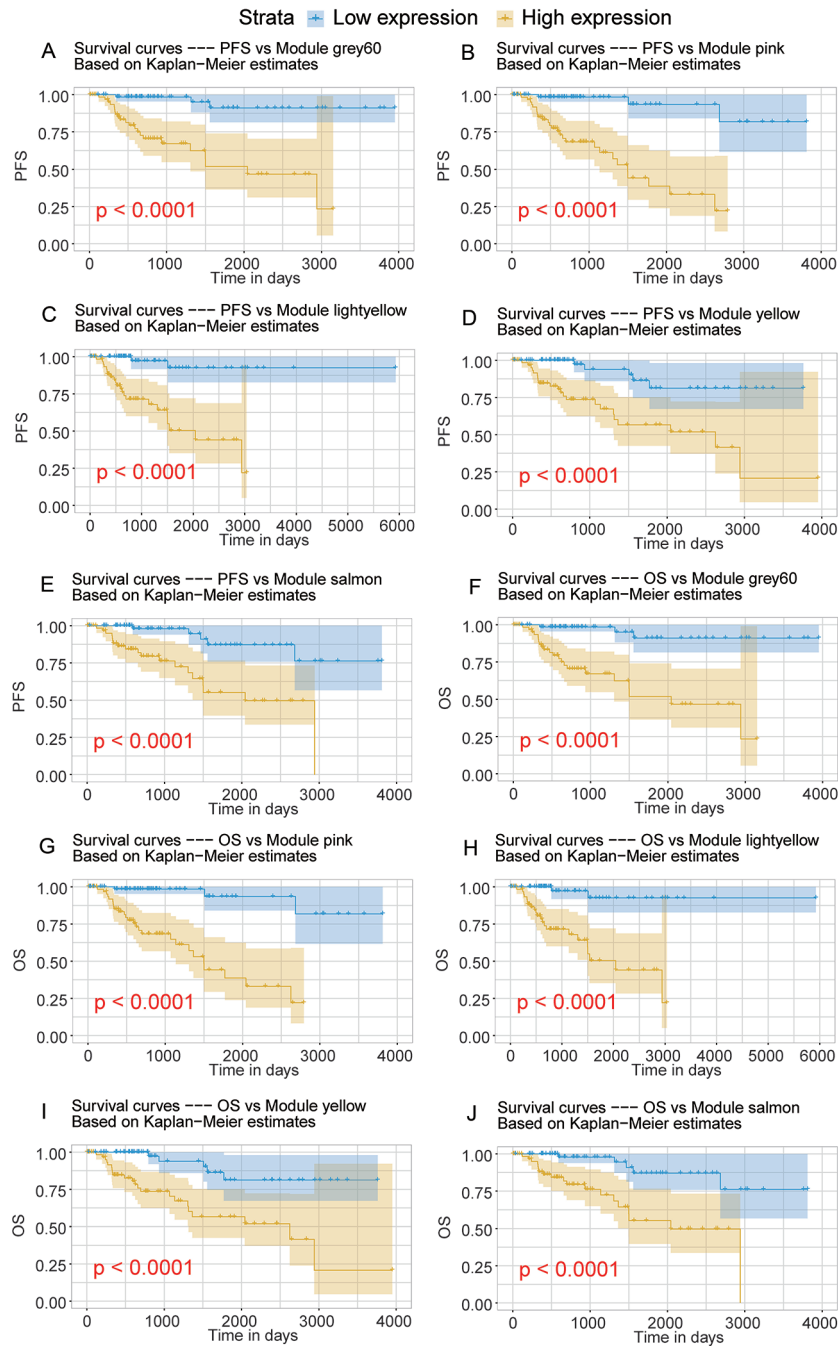 Strata Low expression High expression
A Survival curves −−− PFS vs Module grey60
Based on Kaplan−Meier estimates
1.00
0.75
0.50
0.25
0.00
PFS
p < 0.0001
0 1000 2000 3000 4000
Time in days
B Survival curves −−− PFS vs Module pink
Based on Kaplan−Meier estimates
1.00
0.75
0.50
0.25
0.00
PFS
p < 0.0001
0 1000 2000 3000 4000
Time in days
C Survival curves −−− PFS vs Module lightyellow
Based on Kaplan−Meier estimates
1.00
0.75
0.50
0.25
0.00
PFS
p < 0.0001
0 1000 2000 3000 4000 5000 6000
Time in days
D Survival curves −−− PFS vs Module yellow
Based on Kaplan−Meier estimates
1.00
0.75
0.50
0.25
0.00
PFS
p < 0.0001
0 1000 2000 3000 4000
Time in days
E Survival curves −−− PFS vs Module salmon
Based on Kaplan−Meier estimates
1.00
0.75
0.50
0.25
0.00
PFS
p < 0.0001
0 1000 2000 3000 4000
Time in days
F Survival curves −−− OS vs Module grey60
Based on Kaplan−Meier estimates
1.00
0.75
0.50
0.25
0.00
OS
p < 0.0001
0 1000 2000 3000 4000
Time in days
G Survival curves −−− OS vs Module pink
Based on Kaplan−Meier estimates
1.00
0.75
0.50
0.25
0.00
OS
p < 0.0001
0 1000 2000 3000 4000
Time in days
H Survival curves −−− OS vs Module lightyellow
Based on Kaplan−Meier estimates
1.00
0.75
0.50
0.25
0.00
OS
p < 0.0001
0 1000 2000 3000 4000 5000 6000
Time in days
I Survival curves −−− OS vs Module yellow
Based on Kaplan−Meier estimates
1.00
0.75
0.50
0.25
0.00
OS
p < 0.0001
0 1000 2000 3000 4000
Time in days
J Survival curves −−− OS vs Module salmon
Based on Kaplan−Meier estimates
1.00
0.75
0.50
0.25
0.00
OS
p < 0.0001
0 1000 2000 3000 4000
Time in days